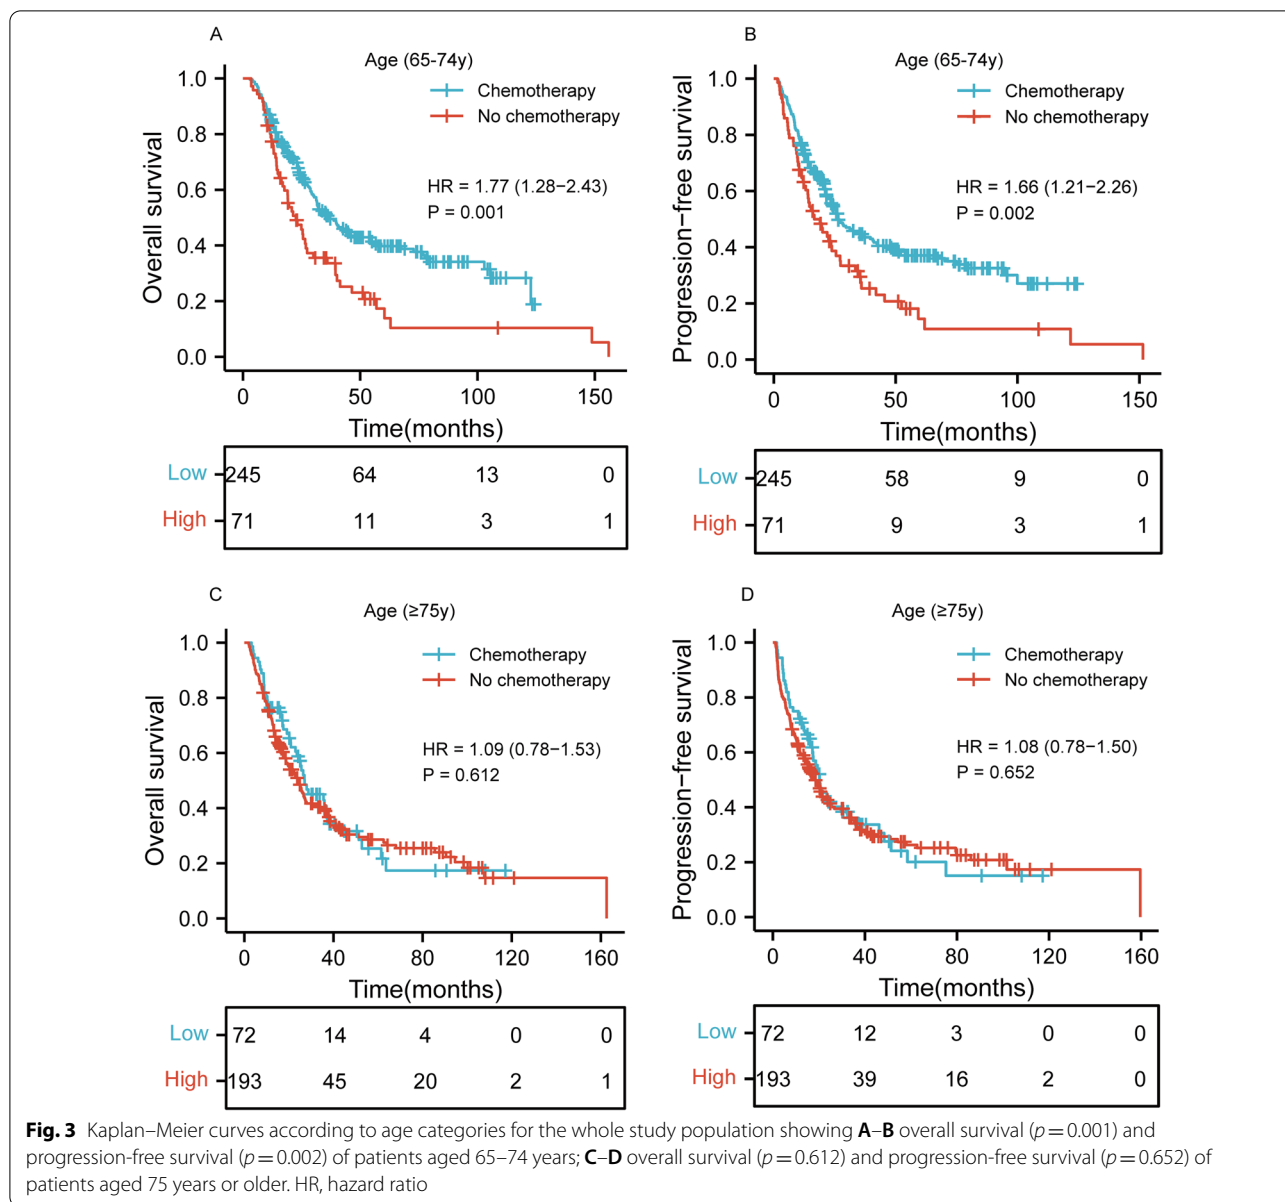 A
Age (65-74y)
Chemotherapy
No chemotherapy
HR = 1.77 (1.28−2.43)
P = 0.001
Overall survival
1.0
0.8
0.6
0.4
0.2
0.0
0 50 100 150
Time(months)
Low 245 64 13 0
High 71 11 3 1
B
Age (65-74y)
Chemotherapy
No chemotherapy
HR = 1.66 (1.21−2.26)
P = 0.002
Progression−free survival
1.0
0.8
0.6
0.4
0.2
0.0
0 50 100 150
Time(months)
Low 245 58 9 0
High 71 9 3 1
C
Age (≥75y)
Chemotherapy
No chemotherapy
HR = 1.09 (0.78−1.53)
P = 0.612
Overall survival
1.0
0.8
0.6
0.4
0.2
0.0
0 40 80 120 160
Time(months)
Low 72 14 4 0 0
High 193 45 20 2 1
D
Age (≥75y)
Chemotherapy
No chemotherapy
HR = 1.08 (0.78−1.50)
P = 0.652
Progression−free survival
1.0
0.8
0.6
0.4
0.2
0.0
0 40 80 120 160
Time(months)
Low 72 12 3 0 0
High 193 39 16 2 0
Fig. 3 Kaplan–Meier curves according to age categories for the whole study population showing A–B overall survival (p = 0.001) and
progression-free survival (p = 0.002) of patients aged 65–74 years; C–D overall survival (p = 0.612) and progression-free survival (p = 0.652) of
patients aged 75 years or older. HR, hazard ratio